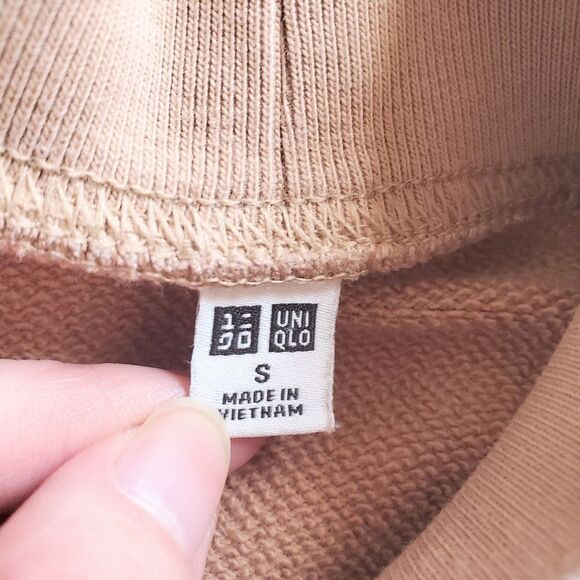 ユニ UNI
クロ QLO
S
MADE IN
VIETNAM